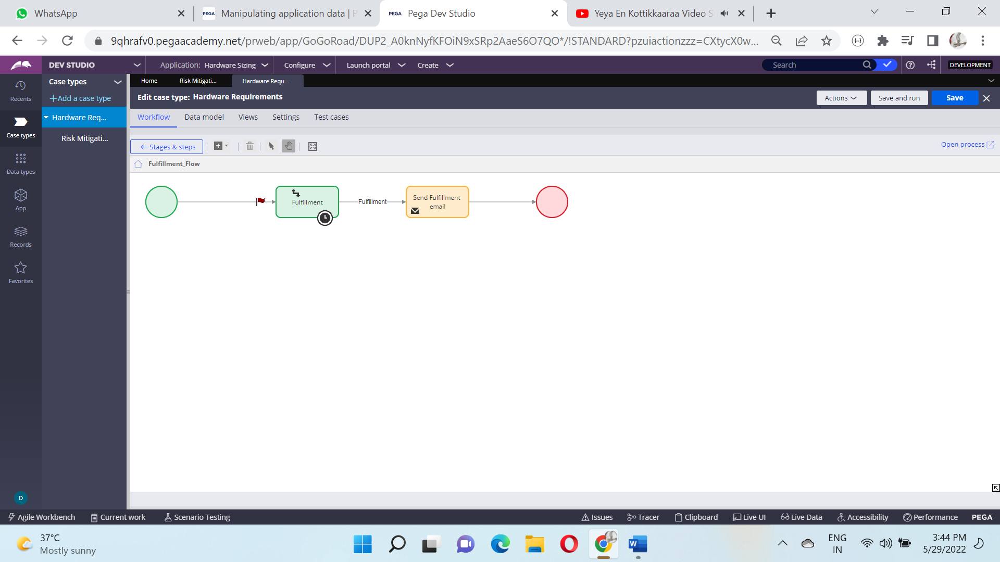 WhatsApp
PEGA Manipulating application data | P
PEGA Pega Dev Studio
Yeya En Kottikkaaraa Video S
9qhrafv0.pegaacademy.net/prweb/app/GoGoRoad/DUP2_A0knNyfKFOiN9xSRp2AaeS6O7QO*/!STANDARD?pzuiactionzzz=CXtycX0w...
DEV STUDIO
Application: Hardware Sizing
Configure
Launch portal
Create
Search
DEVELOPMENT
Recents
Case types
Data types
App
Records
Favorites
D
Case types
+Add a case type
Hardware Req...
Risk Mitigati...
Home
Risk Mitigati...
Hardware Requ...
Edit case type: Hardware Requirements
Actions
Save and run
Save
Workflow
Data model
Views
Settings
Test cases
Stages & steps
Open process
Fulfillment_Flow
Fulfillment
Fulfillment
Send Fulfillment
email
Agile Workbench
Current work
Scenario Testing
Issues
Tracer
Clipboard
Live UI
Live Data
Accessibility
Performance
PEGA
37°C
Mostly sunny
W
ENG
IN
3:44 PM
5/29/2022